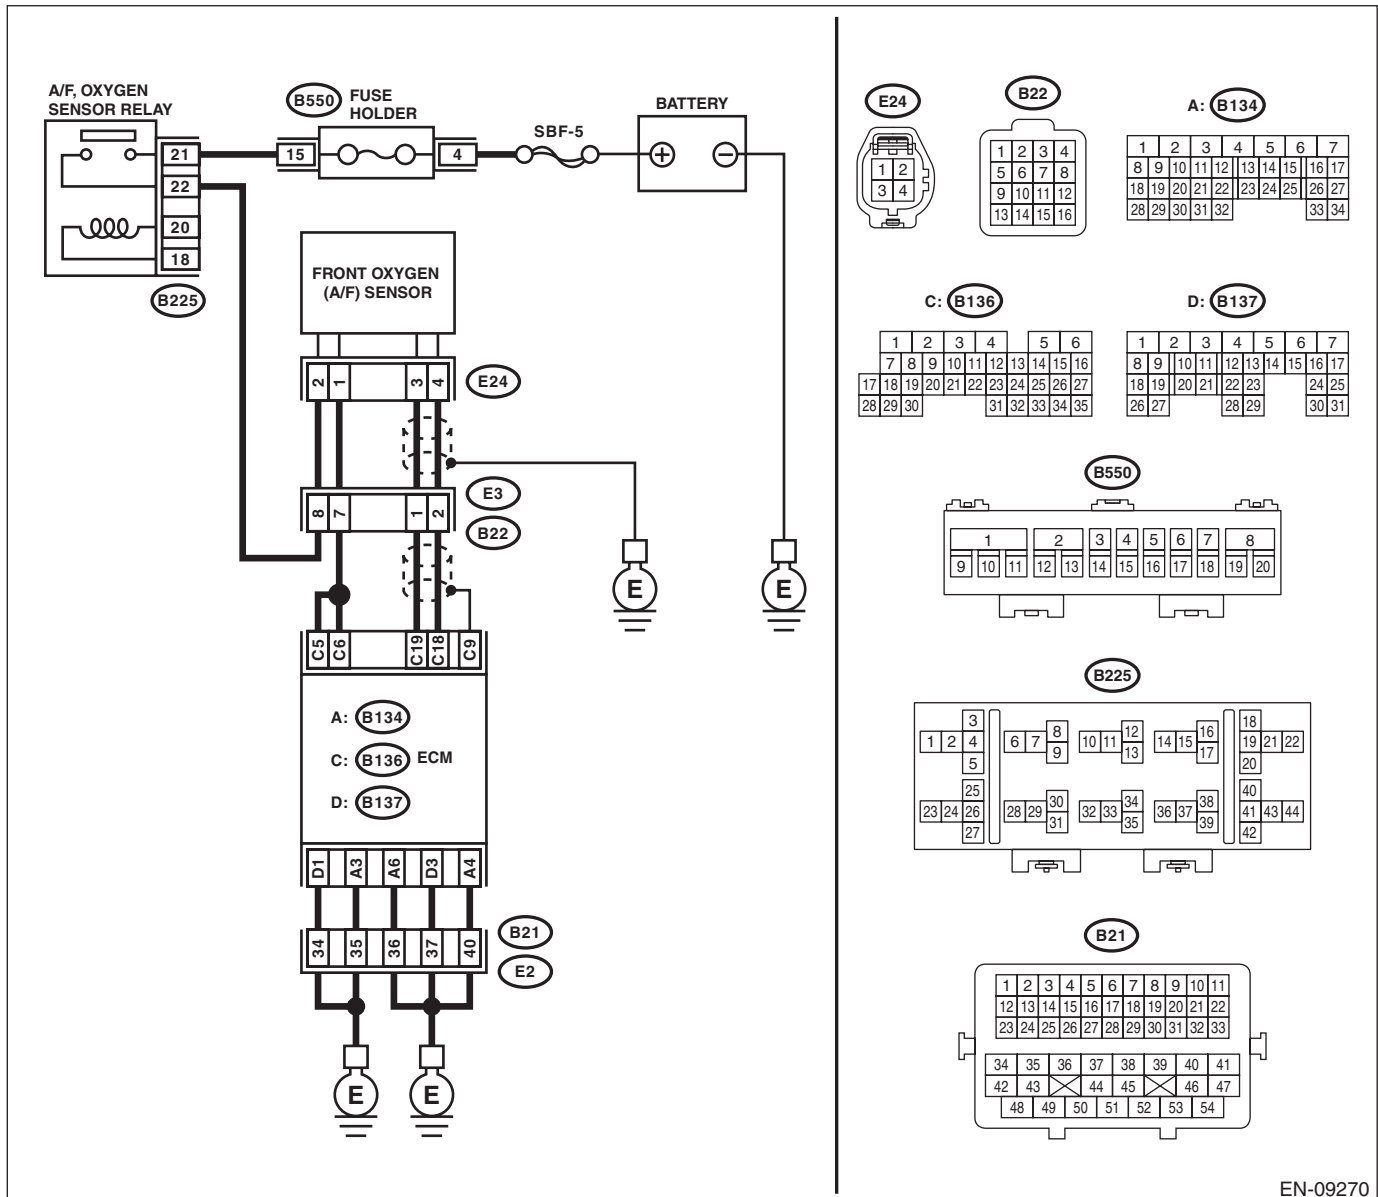 A/F, OXYGEN
SENSOR RELAY
21
22
20
18
B225
B550
FUSE
HOLDER
15
4
SBF-5
BATTERY
+
−
FRONT OXYGEN
(A/F) SENSOR
2 1 3 4
E24
E3
8 7 1 2
B22
E
E
C5 C6 C19 C18 C9
A: B134
C: B136 ECM
D: B137
D1 A3 A6 D3 A4
B21
34 35 36 37 40
E2
E
E
E24
1 2
3 4
B22
1 2 3 4
5 6 7 8
9 10 11 12
13 14 15 16
A: B134
1 2 3 4 5 6 7
8 9 10 11 12 13 14 15 16 17
18 19 20 21 22 23 24 25 26 27
28 29 30 31 32 33 34
C: B136
1 2 3 4 5 6
7 8 9 10 11 12 13 14 15 16
17 18 19 20 21 22 23 24 25 26 27
28 29 30 31 32 33 34 35
D: B137
1 2 3 4 5 6 7
8 9 10 11 12 13 14 15 16 17
18 19 20 21 22 23 24 25
26 27 28 29 30 31
B550
1 2 3 4 5 6 7 8
9 10 11 12 13 14 15 16 17 18 19 20
B225
3 8 12 16 18
1 2 4 6 7 10 11 14 15 19 21 22
5 9 13 17 20
25 30 34 38 40
23 24 26 28 29 32 33 36 37 41 43 44
27 31 35 39 42
B21
1 2 3 4 5 6 7 8 9 10 11
12 13 14 15 16 17 18 19 20 21 22
23 24 25 26 27 28 29 30 31 32 33
34 35 36 37 38 39 40 41
42 43 44 45 46 47
48 49 50 51 52 53 54
EN-09270